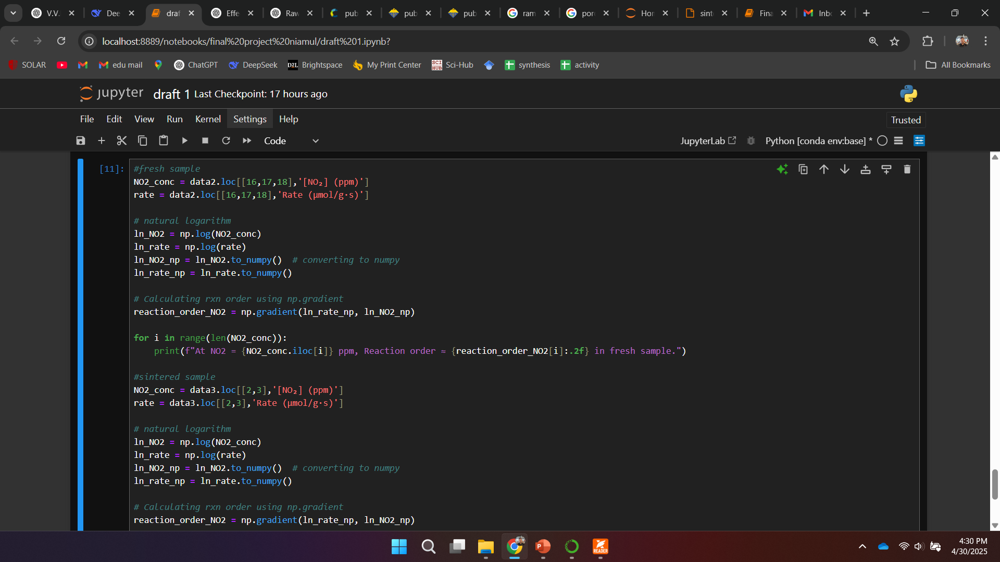 V.V.
Dee
draf
Effe
Raw
pub
pub
pub
ram
por
Hor
sint
Fina
Inbo
localhost:8889/notebooks/final%20project%20niamul/draft%201.ipynb?
SOLAR
edu mail
ChatGPT
DeepSeek
D2L
Brightspace
My Print Center
SCI
HUB
Sci-Hub
synthesis
activity
All Bookmarks
jupyter
draft 1 Last Checkpoint: 17 hours ago
File
Edit
View
Run
Kernel
Settings
Help
Trusted
Code
JupyterLab
Python [conda env:base] *
[11]:
#fresh sample
NO2_conc = data2.loc[[16,17,18],'[NO₂] (ppm)']
rate = data2.loc[[16,17,18],'Rate (μmol/g·s)']
# natural logarithm
ln_NO2 = np.log(NO2_conc)
ln_rate = np.log(rate)
ln_NO2_np = ln_NO2.to_numpy()  # converting to numpy
ln_rate_np = ln_rate.to_numpy()
# Calculating rxn order using np.gradient
reaction_order_NO2 = np.gradient(ln_rate_np, ln_NO2_np)
for i in range(len(NO2_conc)):
    print(f"At NO2 = {NO2_conc.iloc[i]} ppm, Reaction order ≈ {reaction_order_NO2[i]:.2f} in fresh sample.")
#sintered sample
NO2_conc = data3.loc[[2,3],'[NO₂] (ppm)']
rate = data3.loc[[2,3],'Rate (μmol/g·s)']
# natural logarithm
ln_NO2 = np.log(NO2_conc)
ln_rate = np.log(rate)
ln_NO2_np = ln_NO2.to_numpy()  # converting to numpy
ln_rate_np = ln_rate.to_numpy()
# Calculating rxn order using np.gradient
reaction_order_NO2 = np.gradient(ln_rate_np, ln_NO2_np)
P
READER
4:30 PM
4/30/2025